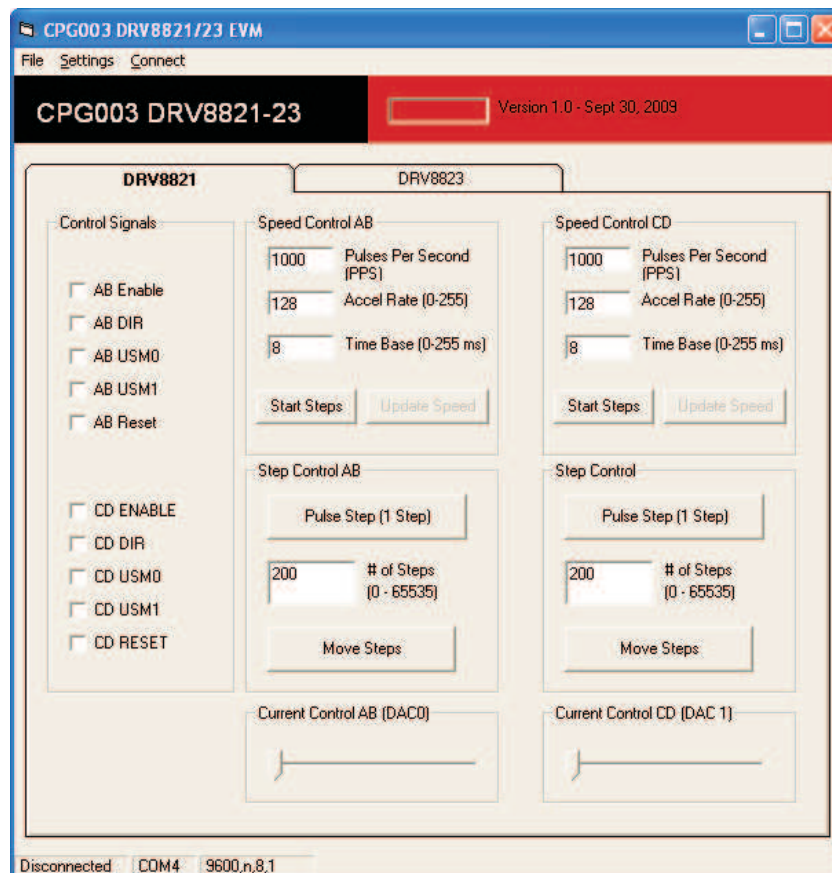 CPG003 DRV8821/23 EVM
File Settings Connect
CPG003 DRV8821-23
Version 1.0 - Sept 30, 2009
DRV8821
DRV8823
Control Signals
AB Enable
AB DIR
AB USM0
AB USM1
AB Reset
CD ENABLE
CD DIR
CD USM0
CD USM1
CD RESET
Speed Control AB
1000 Pulses Per Second
(PPS)
128 Accel Rate (0-255)
8 Time Base (0-255 ms)
Start Steps Update Speed
Step Control AB
Pulse Step (1 Step)
200 # of Steps
(0 - 65535)
Move Steps
Current Control AB (DAC0)
Speed Control CD
1000 Pulses Per Second
(PPS)
128 Accel Rate (0-255)
8 Time Base (0-255 ms)
Start Steps Update Speed
Step Control
Pulse Step (1 Step)
200 # of Steps
(0 - 65535)
Move Steps
Current Control CD (DAC 1)
Disconnected COM4 9600,n,8,1